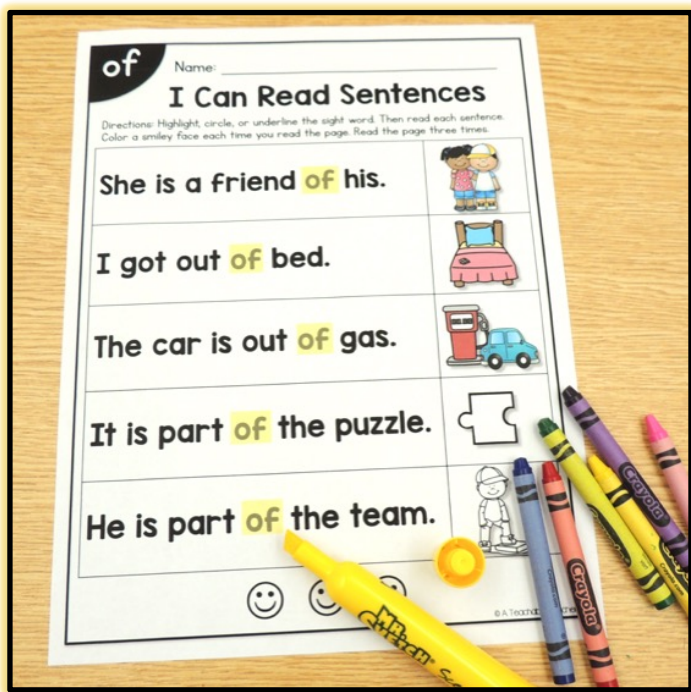 of
Name:
I Can Read Sentences
Directions: Highlight, circle, or underline the sight word. Then read each sentence.
Color a smiley face each time you read the page. Read the page three times.
She is a friend of his.
I got out of bed.
The car is out of gas.
It is part of the puzzle.
He is part of the team.
© A Teachable
MR. SKETCH
Crayola
Crayola